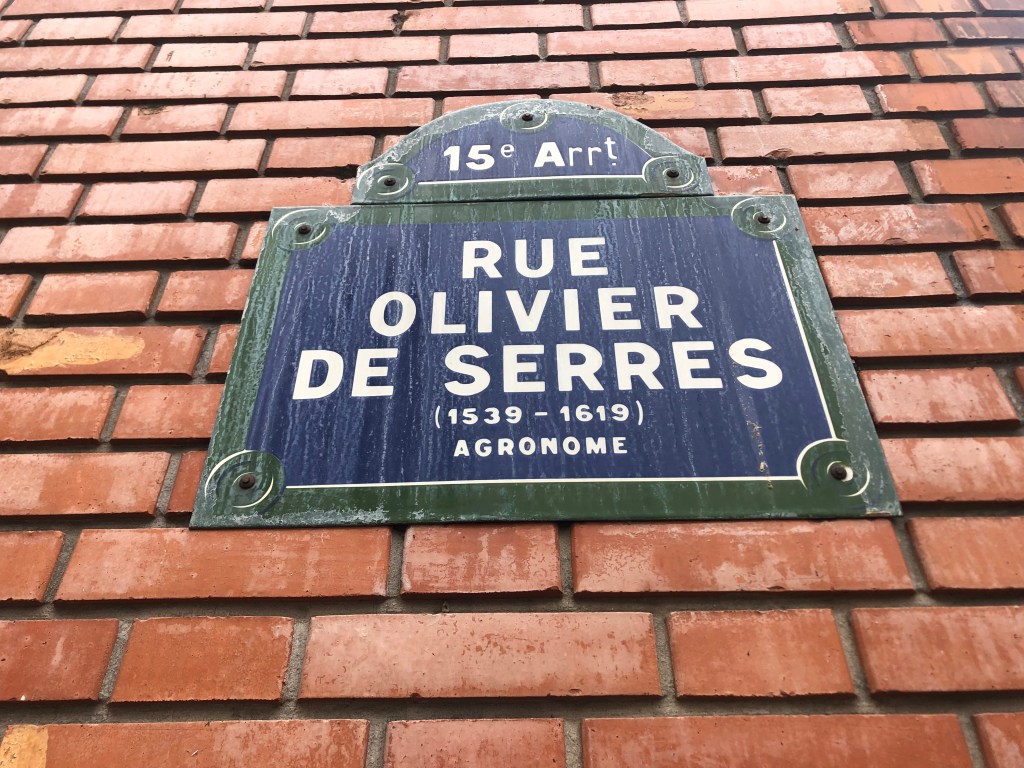 15e Arrt
RUE
OLIVIER
DE SERRES
(1539 - 1619)
AGRONOME